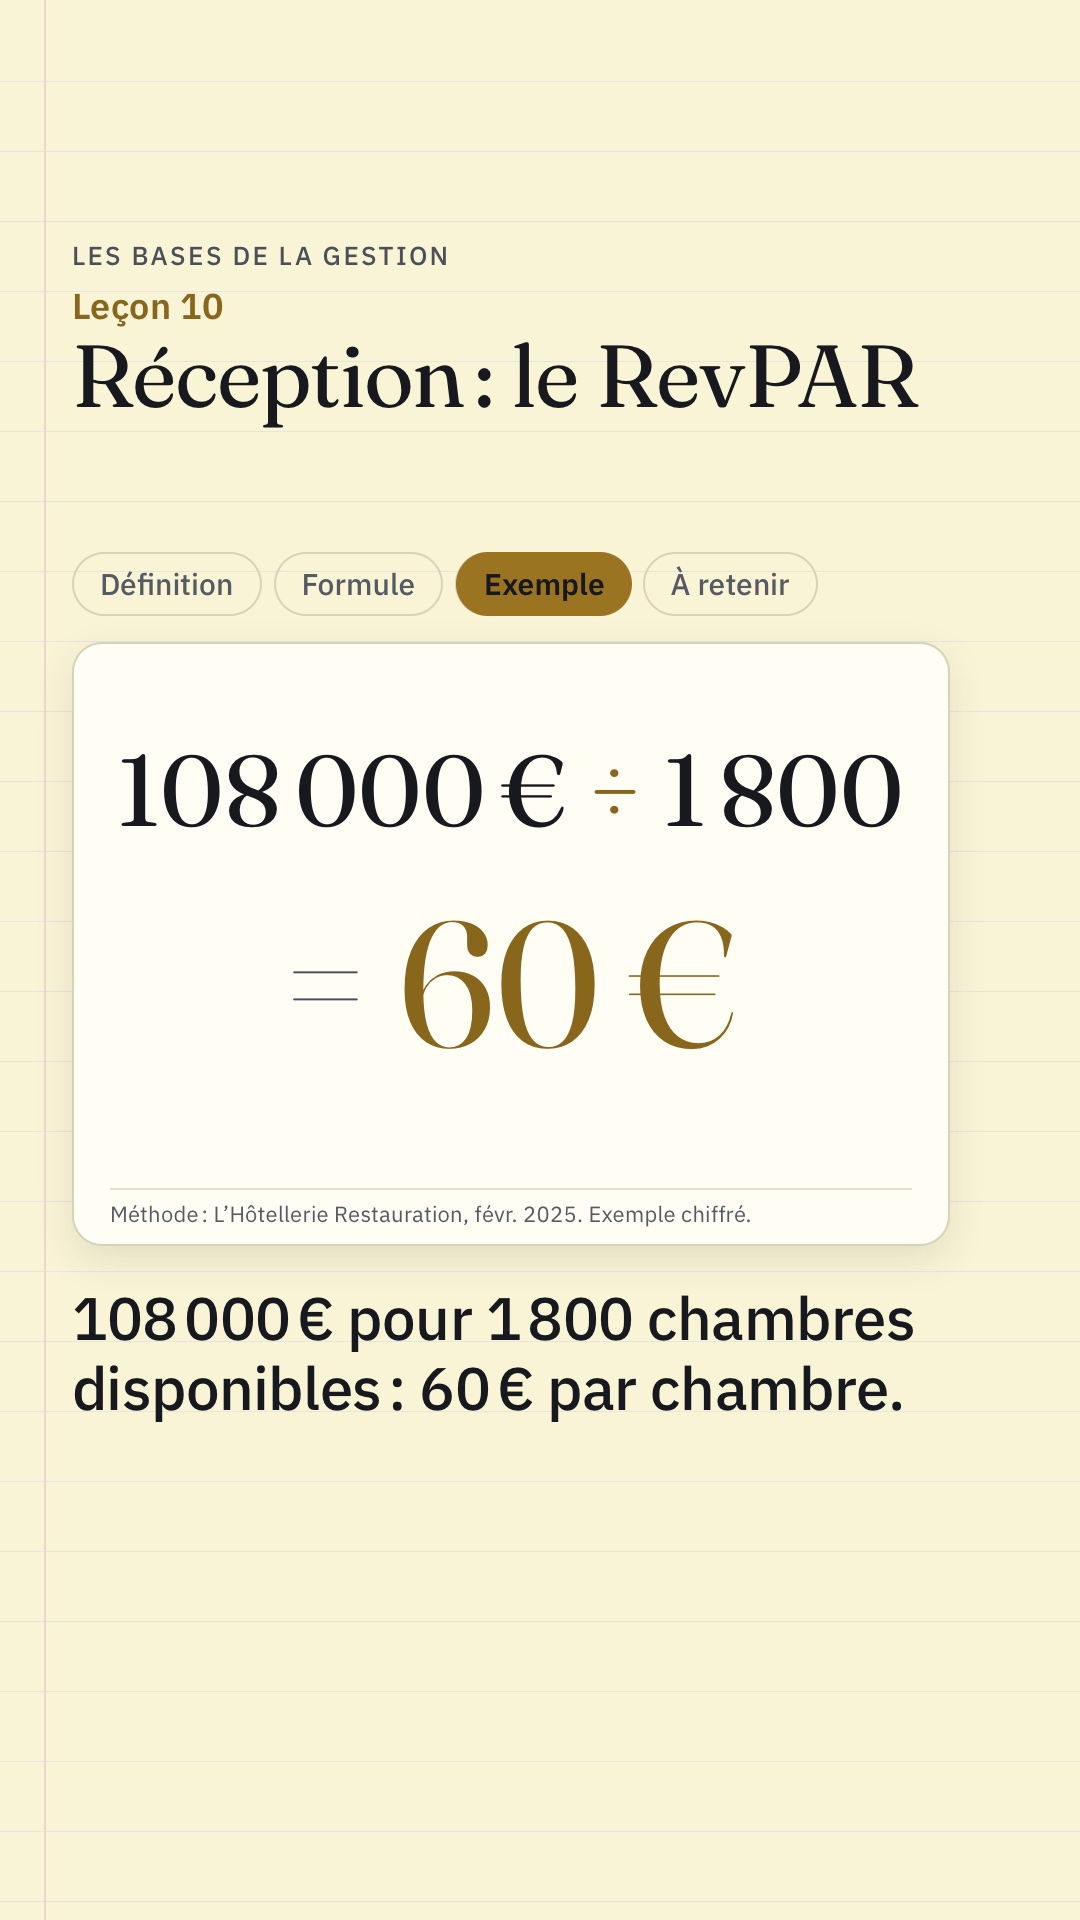 LES BASES DE LA GESTION
Leçon 10
Réception : le RevPAR
Définition
Formule
Exemple
À retenir
108 000 € ÷ 1 800
= 60 €
Méthode : L’Hôtellerie Restauration, févr. 2025. Exemple chiffré.
108 000 € pour 1 800 chambres
disponibles : 60 € par chambre.